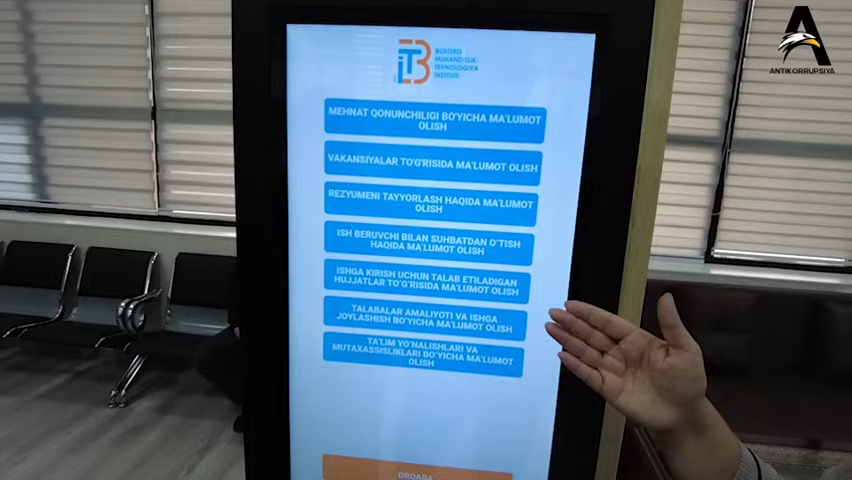 BUXORO
MUHANDISLIK-
TEXNOLOGIYA
INSTITUTI
ANTIKORRUPSIYA
MEHNAT QONUNCHILIGI BO'YICHA MA'LUMOT
OLISH
VAKANSIYALAR TO'G'RISIDA MA'LUMOT OLISH
REZYUMENI TAYYORLASH HAQIDA MA'LUMOT
OLISH
ISH BERUVCHI BILAN SUHBATDAN O'TISH
HAQIDA MA'LUMOT OLISH
ISHGA KIRISH UCHUN TALAB ETILADIGAN
HUJJATLAR TO'G'RISIDA MA'LUMOT OLISH
TALABALAR AMALIYOTI VA ISHGA
JOYLASHISH BO'YICHA MA'LUMOT OLISH
TA'LIM YO'NALISHLARI VA
MUTAXASSISLIKLARI BO'YICHA MA'LUMOT
OLISH
ORQAGA